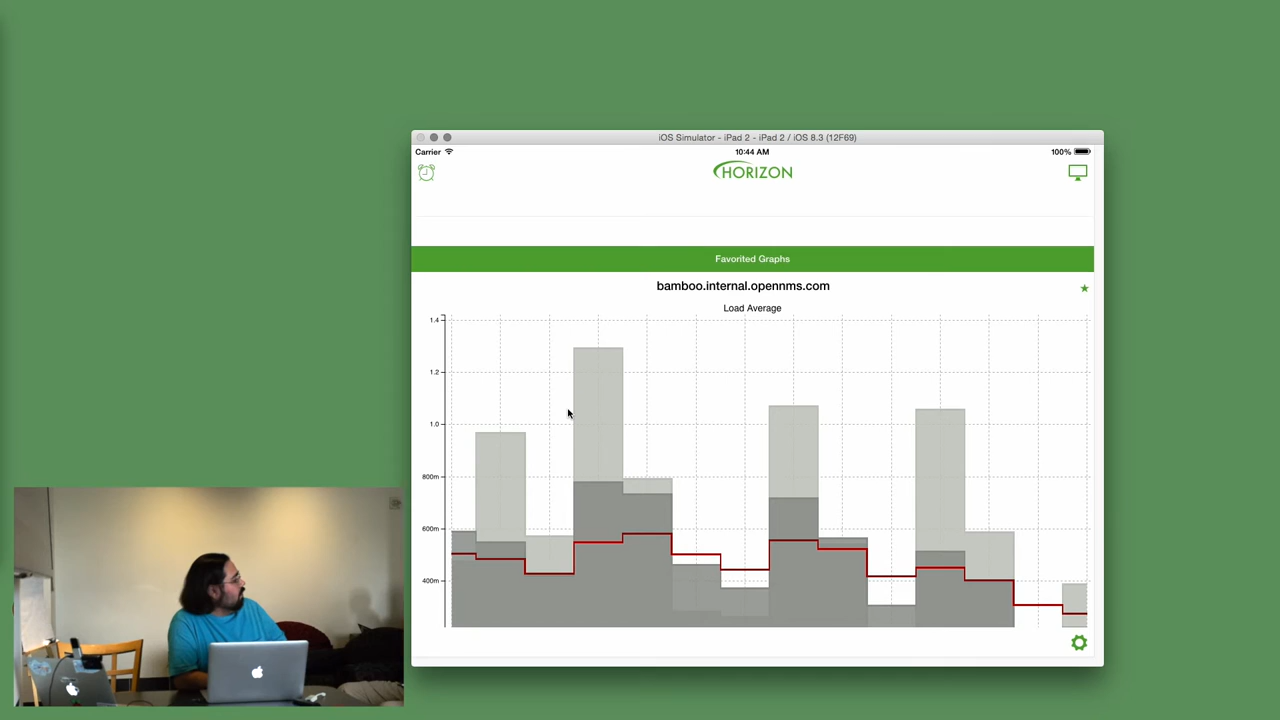 iOS Simulator - iPad 2 - iPad 2 / iOS 8.3 (12F69)
Carrier 10:44 AM 100%
HORIZON
Favorited Graphs
bamboo.internal.opennms.com
Load Average
1.4
1.2
1.0
800m
600m
400m